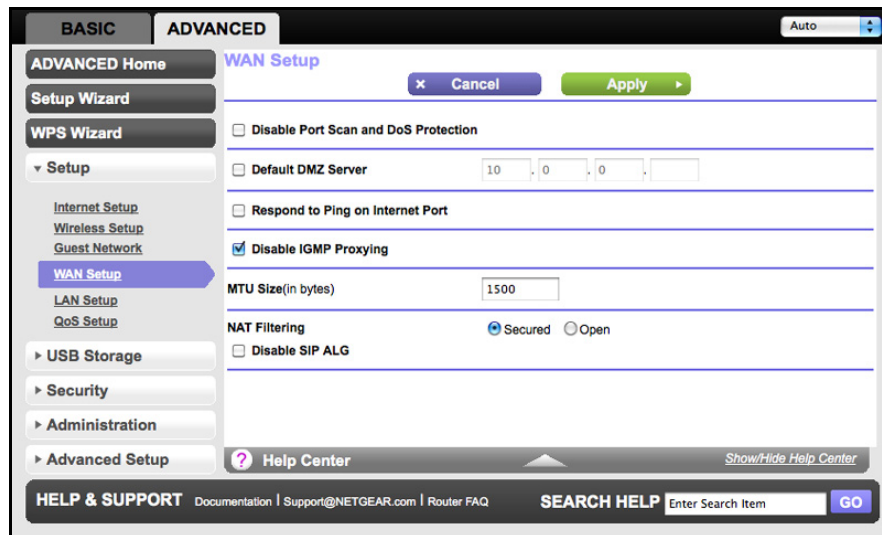 BASIC ADVANCED Auto
ADVANCED Home
Setup Wizard
WPS Wizard
Setup
Internet Setup
Wireless Setup
Guest Network
WAN Setup
LAN Setup
QoS Setup
USB Storage
Security
Administration
Advanced Setup
WAN Setup
x Cancel Apply
Disable Port Scan and DoS Protection
Default DMZ Server 10 . 0 . 0 .
Respond to Ping on Internet Port
Disable IGMP Proxying
MTU Size(in bytes) 1500
NAT Filtering Secured Open
Disable SIP ALG
? Help Center Show/Hide Help Center
HELP & SUPPORT Documentation | Support@NETGEAR.com | Router FAQ SEARCH HELP Enter Search Item GO